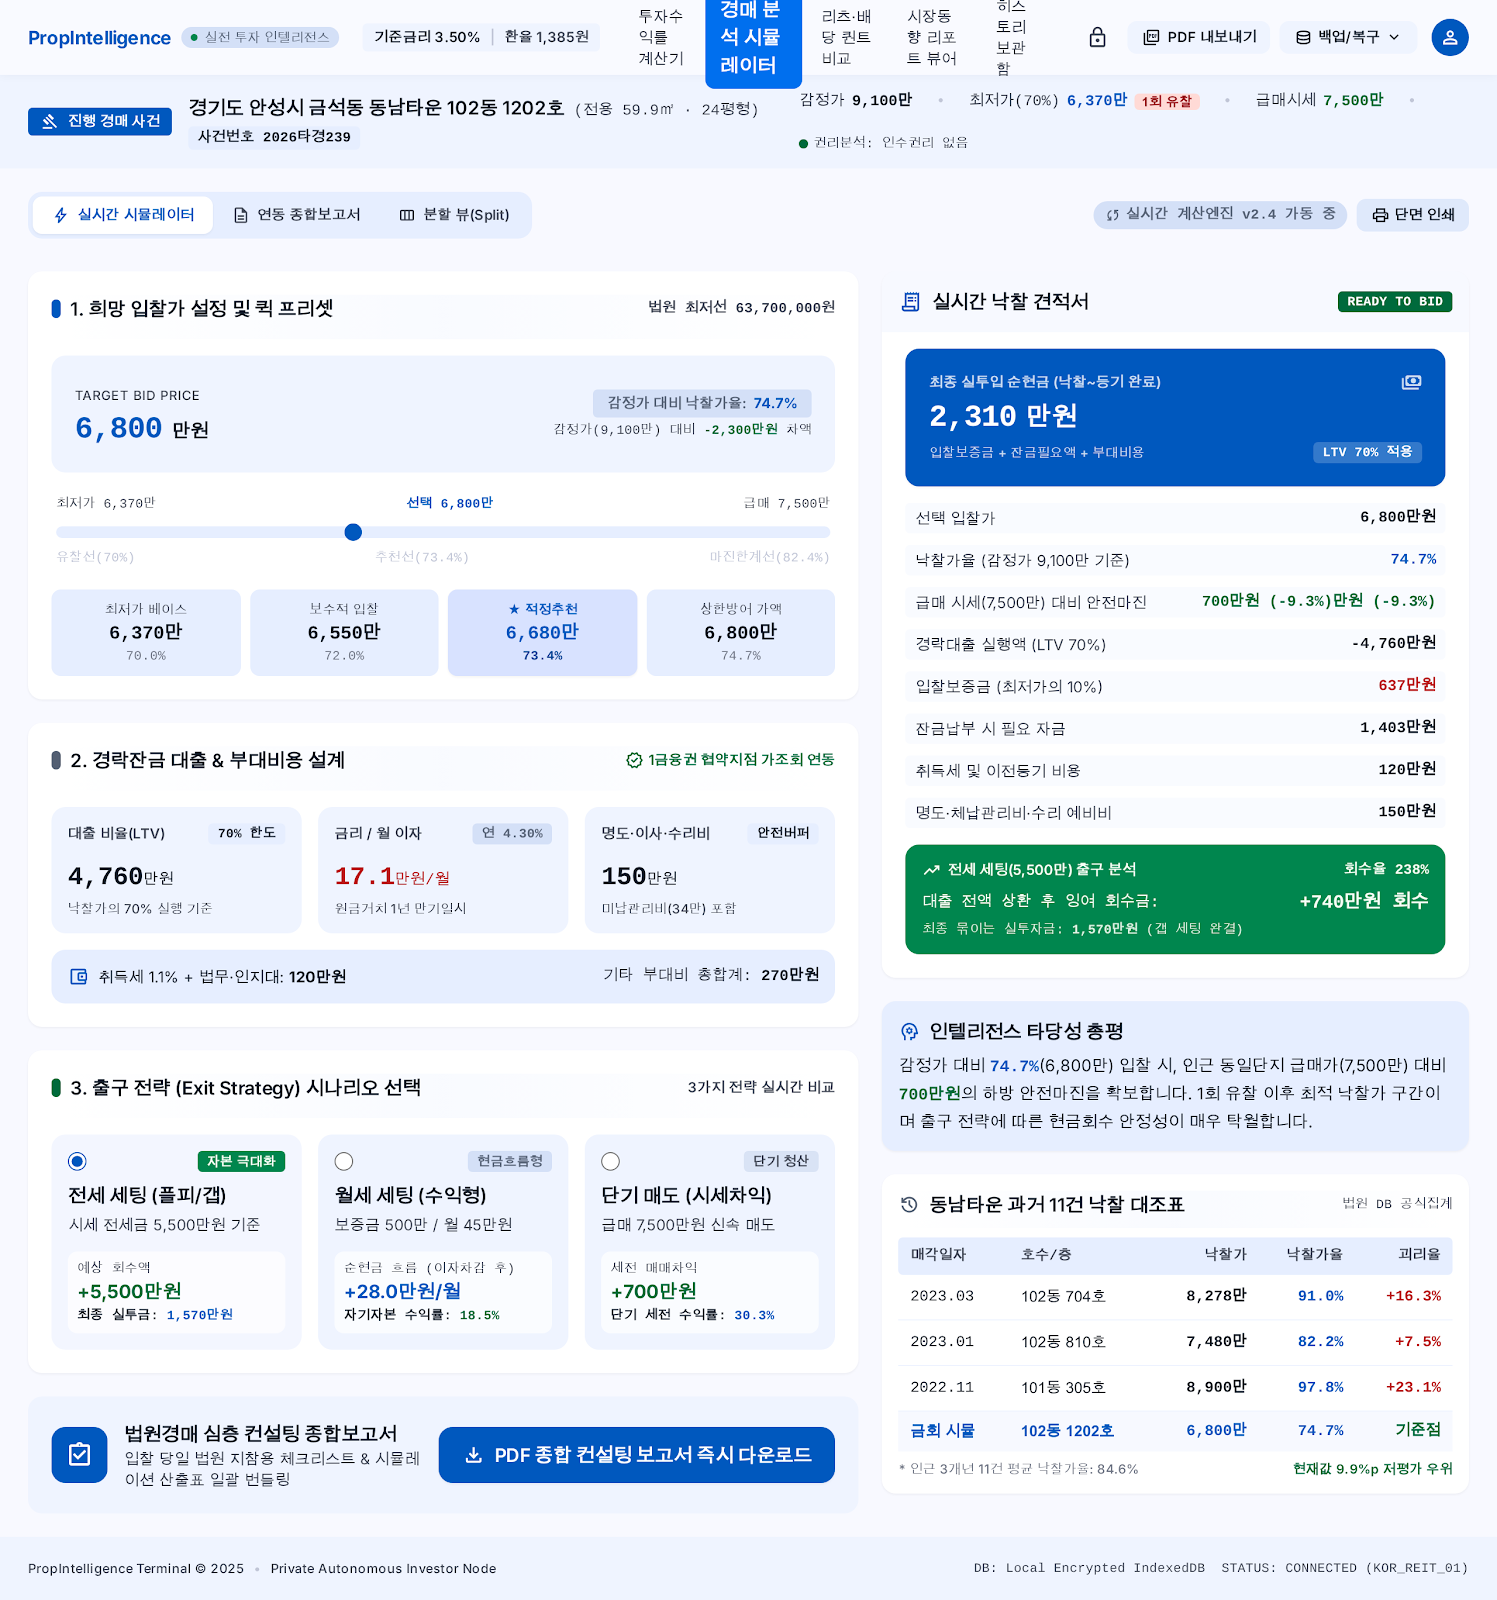 PropIntelligence
실전 투자 인텔리전스
기준금리 3.50% | 환율 1,385원
투자수익률 계산기
경매 분석 시뮬레이터
리츠·배당 퀀트 비교
시장동향 리포트 뷰어
히스토리 보관함
PDF 내보내기
백업/복구
진행 경매 사건
경기도 안성시 금석동 동남타운 102동 1202호 (전용 59.9㎡ · 24평형)
사건번호 2026타경239
감정가 9,100만 • 최저가(70%) 6,370만 1회 유찰 • 급매시세 7,500만 •
권리분석: 인수권리 없음
실시간 시뮬레이터
연동 종합보고서
분할 뷰(Split)
실시간 계산엔진 v2.4 가동 중
단면 인쇄
1. 희망 입찰가 설정 및 퀵 프리셋
법원 최저선 63,700,000원
TARGET BID PRICE
6,800 만원
감정가 대비 낙찰가율: 74.7%
감정가(9,100만) 대비 -2,300만원 차액
최저가 6,370만
선택 6,800만
급매 7,500만
유찰선(70%)
추천선(73.4%)
마진한계선(82.4%)
최저가 베이스
6,370만
70.0%
보수적 입찰
6,550만
72.0%
★ 적정추천
6,680만
73.4%
상한방어 가액
6,800만
74.7%
2. 경락잔금 대출 & 부대비용 설계
1금융권 협약지점 가조회 연동
대출 비율(LTV) 70% 한도
4,760만원
낙찰가의 70% 실행 기준
금리 / 월 이자 연 4.30%
17.1만원/월
원금거치 1년 만기일시
명도·이사·수리비 안전버퍼
150만원
미납관리비(34만) 포함
취득세 1.1% + 법무·인지대: 120만원
기타 부대비 총합계: 270만원
3. 출구 전략 (Exit Strategy) 시나리오 선택
3가지 전략 실시간 비교
자본 극대화
전세 세팅 (플피/갭)
시세 전세금 5,500만원 기준
예상 회수액
+5,500만원
최종 실투금: 1,570만원
현금흐름형
월세 세팅 (수익형)
보증금 500만 / 월 45만원
순현금 흐름 (이자차감 후)
+28.0만원/월
자기자본 수익률: 18.5%
단기 청산
단기 매도 (시세차익)
급매 7,500만원 신속 매도
세전 매매차익
+700만원
단기 세전 수익률: 30.3%
법원경매 심층 컨설팅 종합보고서
입찰 당일 법원 지참용 체크리스트 & 시뮬레
이션 산출표 일괄 번들링
PDF 종합 컨설팅 보고서 즉시 다운로드
실시간 낙찰 견적서
READY TO BID
최종 실투입 순현금 (낙찰~등기 완료)
2,310 만원
입찰보증금 + 잔금필요액 + 부대비용
LTV 70% 적용
선택 입찰가 6,800만원
낙찰가율 (감정가 9,100만 기준) 74.7%
급매 시세(7,500만) 대비 안전마진 700만원 (-9.3%)만원 (-9.3%)
경락대출 실행액 (LTV 70%) -4,760만원
입찰보증금 (최저가의 10%) 637만원
잔금납부 시 필요 자금 1,403만원
취득세 및 이전등기 비용 120만원
명도·체납관리비·수리 예비비 150만원
전세 세팅(5,500만) 출구 분석 회수율 238%
대출 전액 상환 후 잉여 회수금: +740만원 회수
최종 묶이는 실투자금: 1,570만원 (갭 세팅 완결)
인텔리전스 타당성 총평
감정가 대비 74.7%(6,800만) 입찰 시, 인근 동일단지 급매가(7,500만) 대비
700만원의 하방 안전마진을 확보합니다. 1회 유찰 이후 최적 낙찰가 구간이
며 출구 전략에 따른 현금회수 안정성이 매우 탁월합니다.
동남타운 과거 11건 낙찰 대조표
법원 DB 공식집계
매각일자 호수/층 낙찰가 낙찰가율 괴리율
2023.03 102동 704호 8,278만 91.0% +16.3%
2023.01 102동 810호 7,480만 82.2% +7.5%
2022.11 101동 305호 8,900만 97.8% +23.1%
금회 시뮬 102동 1202호 6,800만 74.7% 기준점
* 인근 3개년 11건 평균 낙찰가율: 84.6%
현재값 9.9%p 저평가 우위
PropIntelligence Terminal © 2025 • Private Autonomous Investor Node
DB: Local Encrypted IndexedDB STATUS: CONNECTED (KOR_REIT_01)